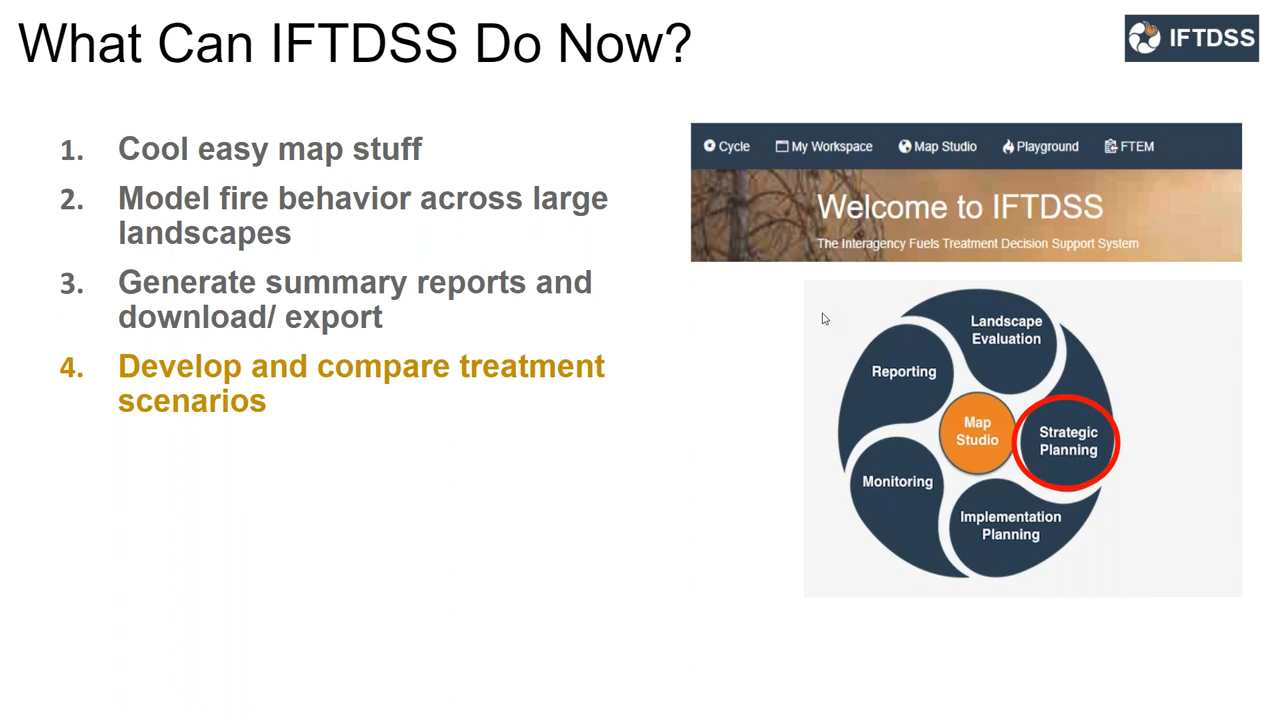 What Can IFTDSS Do Now?
IFTDSS
1. Cool easy map stuff
2. Model fire behavior across large
landscapes
3. Generate summary reports and
download/ export
4. Develop and compare treatment
scenarios
Cycle My Workspace Map Studio Playground FTEM
Welcome to IFTDSS
The Interagency Fuels Treatment Decision Support System
Landscape
Evaluation
Reporting
Map
Studio
Strategic
Planning
Monitoring
Implementation
Planning